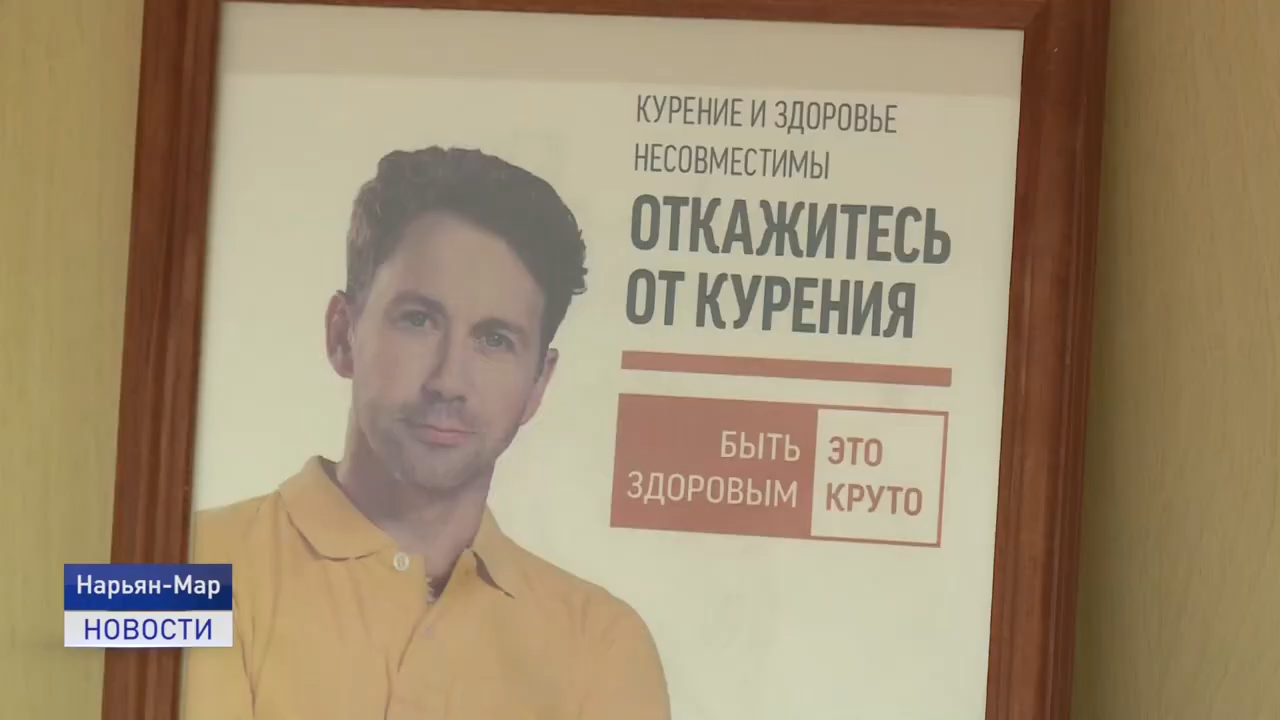 КУРЕНИЕ И ЗДОРОВЬЕ
НЕСОВМЕСТИМЫ
ОТКАЖИТЕСЬ
ОТ КУРЕНИЯ
БЫТЬ
ЗДОРОВЫМ
ЭТО
КРУТО
Нарьян-Мар
НОВОСТИ